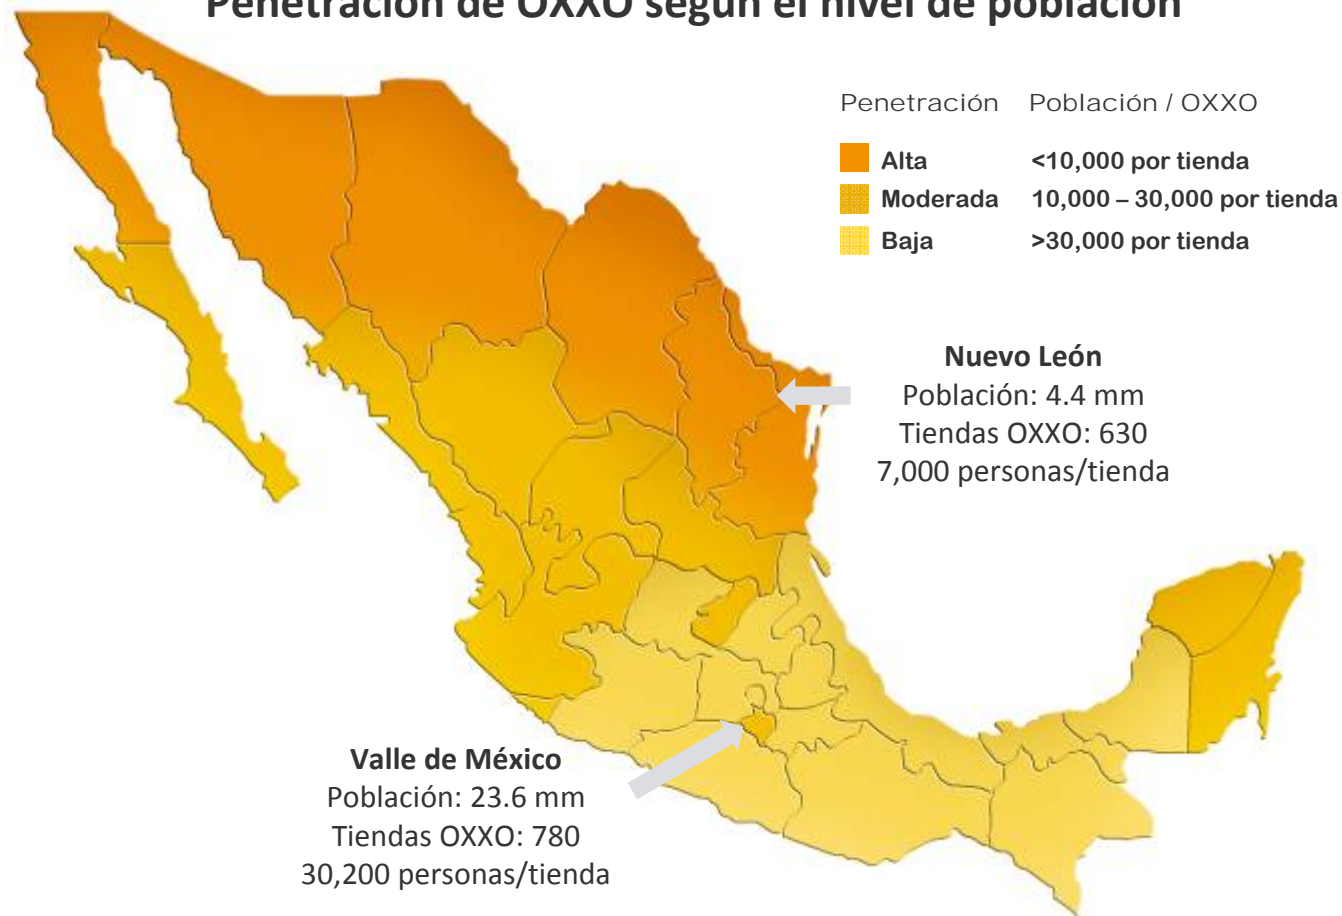 Penetración de OXXO según el nivel de población
Penetración Población / OXXO
Alta <10,000 por tienda
Moderada 10,000 – 30,000 por tienda
Baja >30,000 por tienda
Nuevo León
Población: 4.4 mm
Tiendas OXXO: 630
7,000 personas/tienda
Valle de México
Población: 23.6 mm
Tiendas OXXO: 780
30,200 personas/tienda